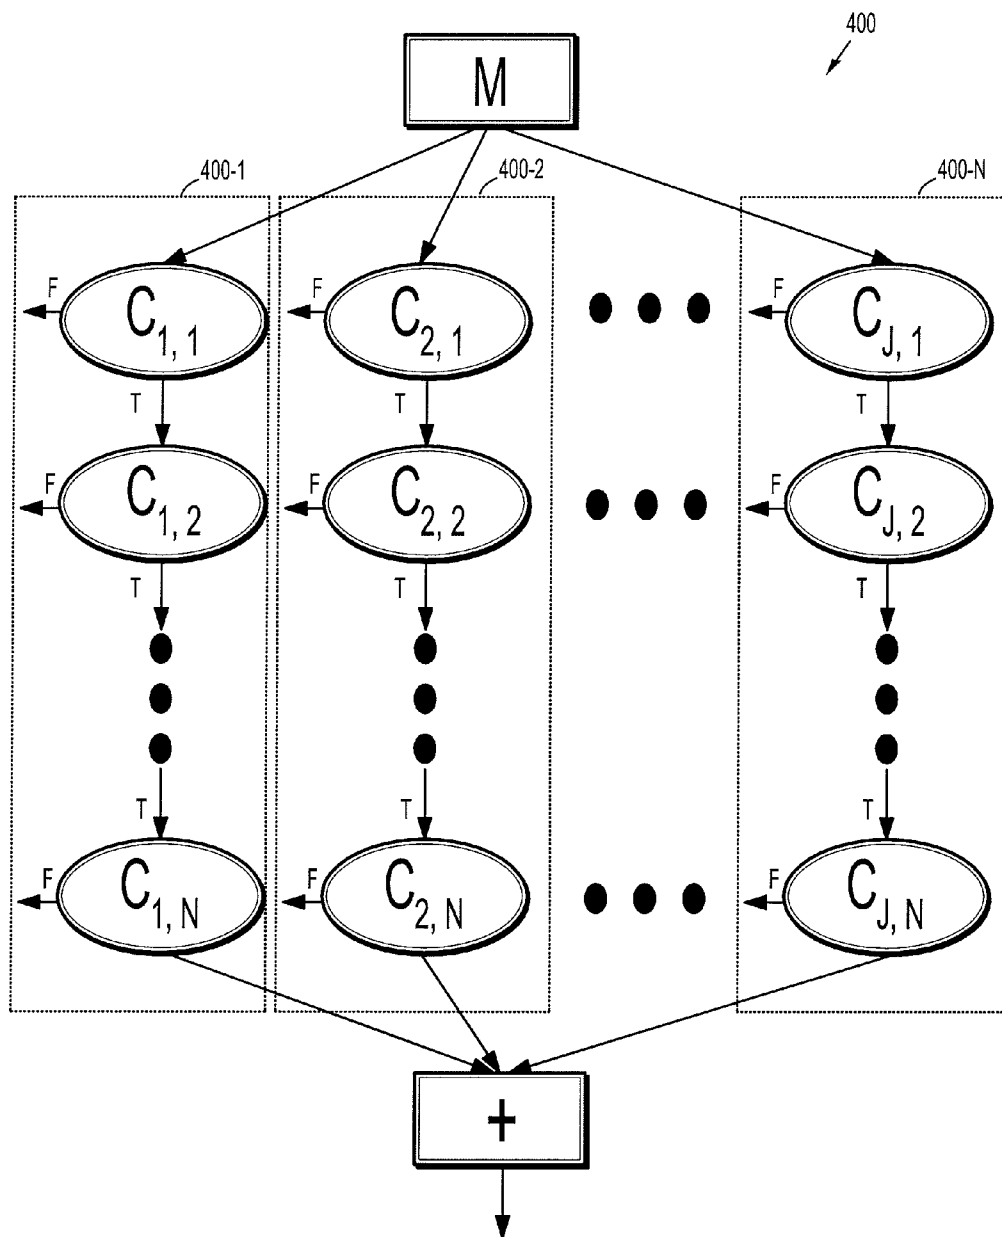 400
M
400-1 400-2 400-N
F C1, 1 F C2, 1 F CJ, 1
T T T
F C1, 2 F C2, 2 F CJ, 2
T T T
T T T
F C1, N F C2, N F CJ, N
+